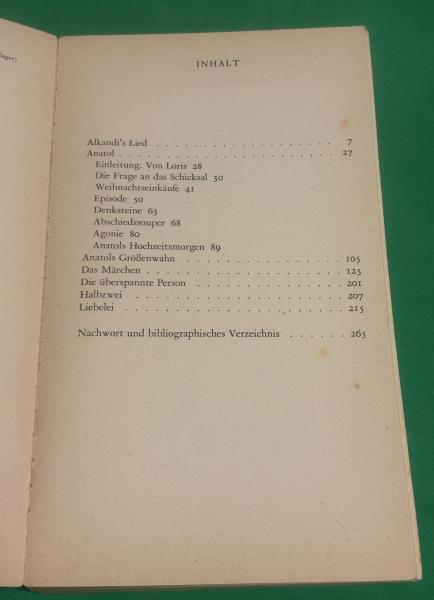 lager)
INHALT
Alkandi's Lied . . . . . . . . . . . . . . . 7
Anatol . . . . . . . . . . . . . . . . . . 27
Einleitung. Von Loris 28
Die Frage an das Schicksal 30
Weihnachtseinkäufe 41
Episode 50
Denksteine 63
Abschiedssouper 68
Agonie 80
Anatols Hochzeitsmorgen 89
Anatols Größenwahn . . . . . . . . . . . . 105
Das Märchen . . . . . . . . . . . . . . . 125
Die überspannte Person . . . . . . . . . . . 201
Halbzwei . . . . . . . . . . . . . . . . . 207
Liebelei . . . . . . . . . . . . . . . . . 215
Nachwort und bibliographisches Verzeichnis . . . . . . 265